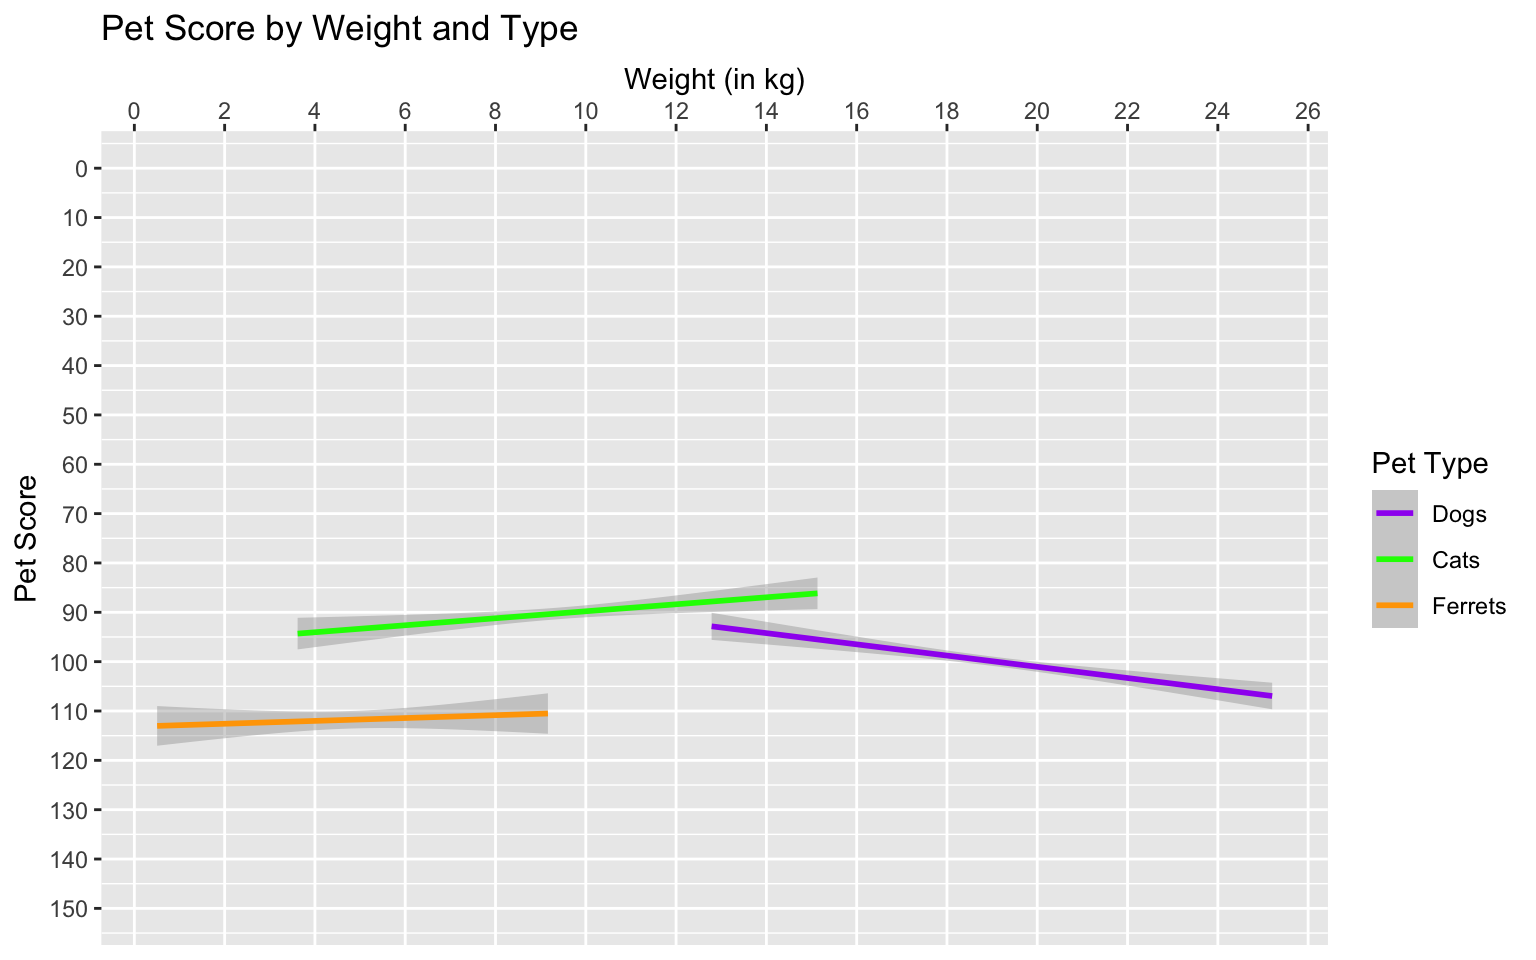 Pet Score by Weight and Type
Weight (in kg)
0 2 4 6 8 10 12 14 16 18 20 22 24 26
0
10
20
30
40
50
60
70
80
90
100
110
120
130
140
150
Pet Score
Pet Type
Dogs
Cats
Ferrets